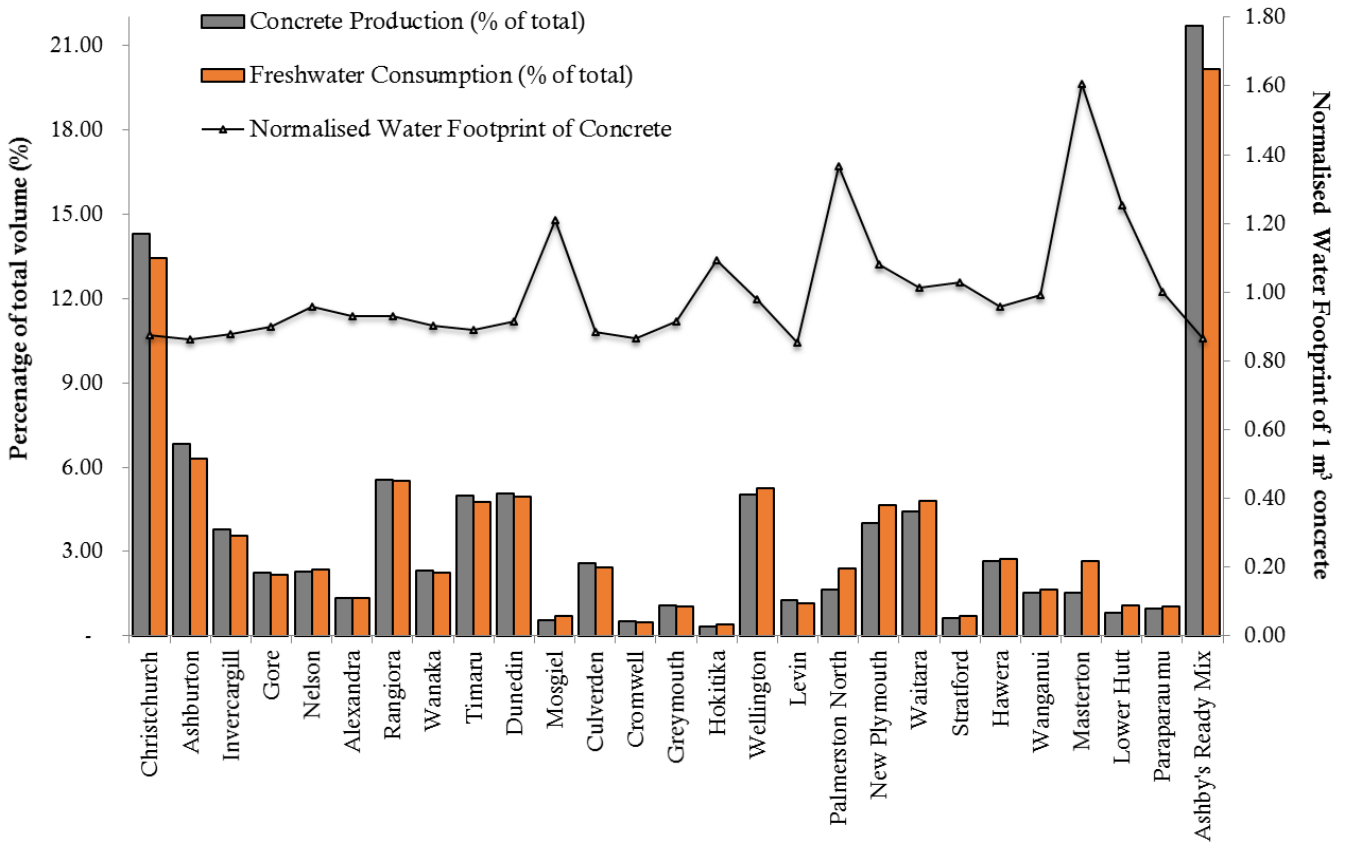 Concrete Production (% of total)
Freshwater Consumption (% of total)
Normalised Water Footprint of Concrete
Percenatge of total volume (%)
21.00
18.00
15.00
12.00
9.00
6.00
3.00
-
1.80
1.60
1.40
1.20
1.00
0.80
0.60
0.40
0.20
0.00
Normalised Water Footprint of 1 m³ concrete
Christchurch
Ashburton
Invercargill
Gore
Nelson
Alexandra
Rangiora
Wanaka
Timaru
Dunedin
Mosgiel
Culverden
Cromwell
Greymouth
Hokitika
Wellington
Levin
Palmerston North
New Plymouth
Waitara
Stratford
Hawera
Wanganui
Masterton
Lower Hutt
Paraparaumu
Ashby's Ready Mix